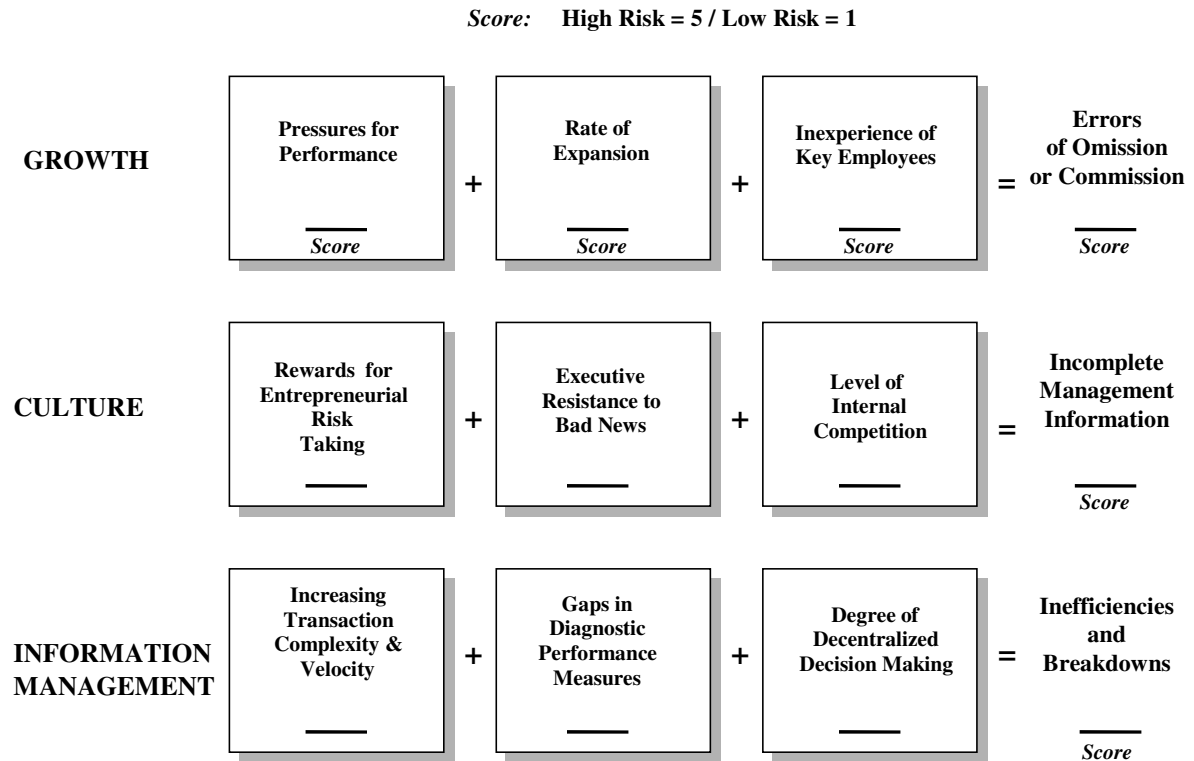 Score: High Risk = 5 / Low Risk = 1
GROWTH
Pressures for
Performance
Score
+
Rate of
Expansion
Score
+
Inexperience of
Key Employees
Score
=
Errors
of Omission
or Commission
Score
CULTURE
Rewards for
Entrepreneurial
Risk
Taking
+
Executive
Resistance to
Bad News
+
Level of
Internal
Competition
=
Incomplete
Management
Information
Score
INFORMATION
MANAGEMENT
Increasing
Transaction
Complexity &
Velocity
+
Gaps in
Diagnostic
Performance
Measures
+
Degree of
Decentralized
Decision Making
=
Inefficiencies
and
Breakdowns
Score